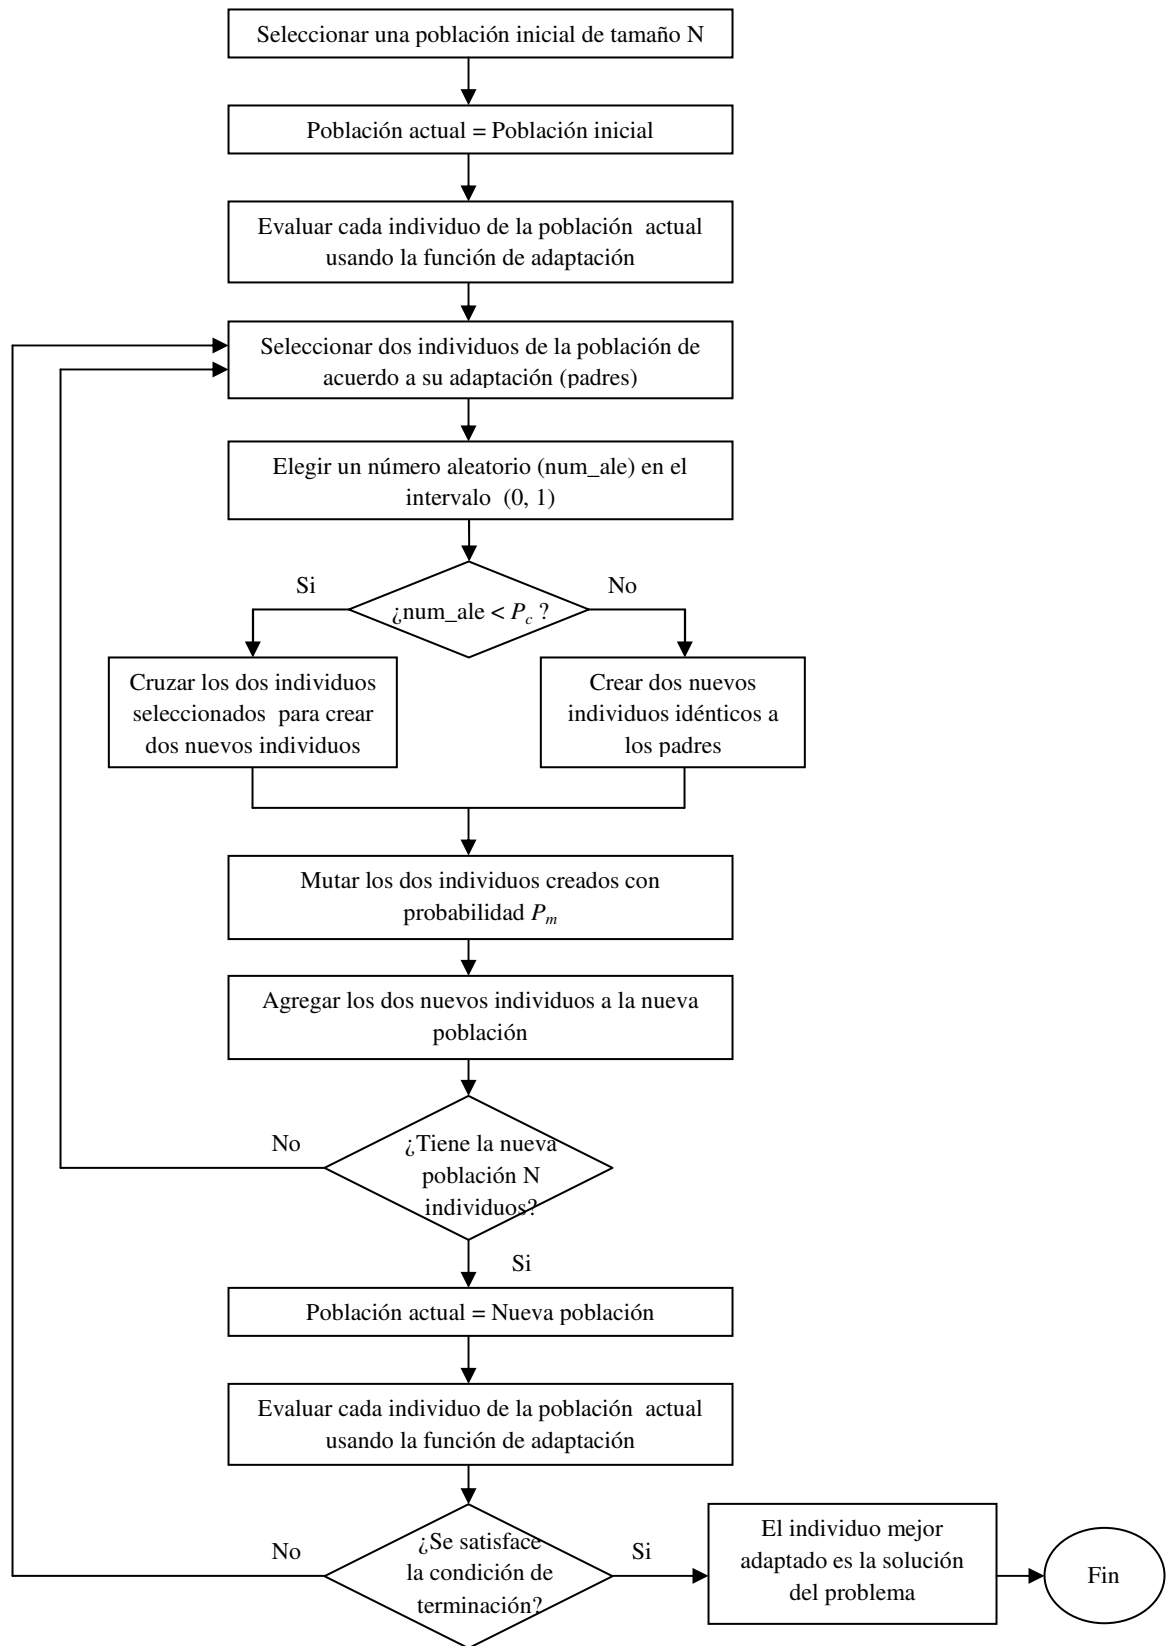 Seleccionar una población inicial de tamaño N
Población actual = Población inicial
Evaluar cada individuo de la población actual
usando la función de adaptación
Seleccionar dos individuos de la población de
acuerdo a su adaptación (padres)
Elegir un número aleatorio (num_ale) en el
intervalo (0, 1)
Si
No
¿num_ale < P_c ?
Cruzar los dos individuos
seleccionados para crear
dos nuevos individuos
Crear dos nuevos
individuos idénticos a
los padres
Mutar los dos individuos creados con
probabilidad P_m
Agregar los dos nuevos individuos a la nueva
población
No
¿Tiene la nueva
población N
individuos?
Si
Población actual = Nueva población
Evaluar cada individuo de la población actual
usando la función de adaptación
No
¿Se satisface
la condición de
terminación?
Si
El individuo mejor
adaptado es la solución
del problema
Fin